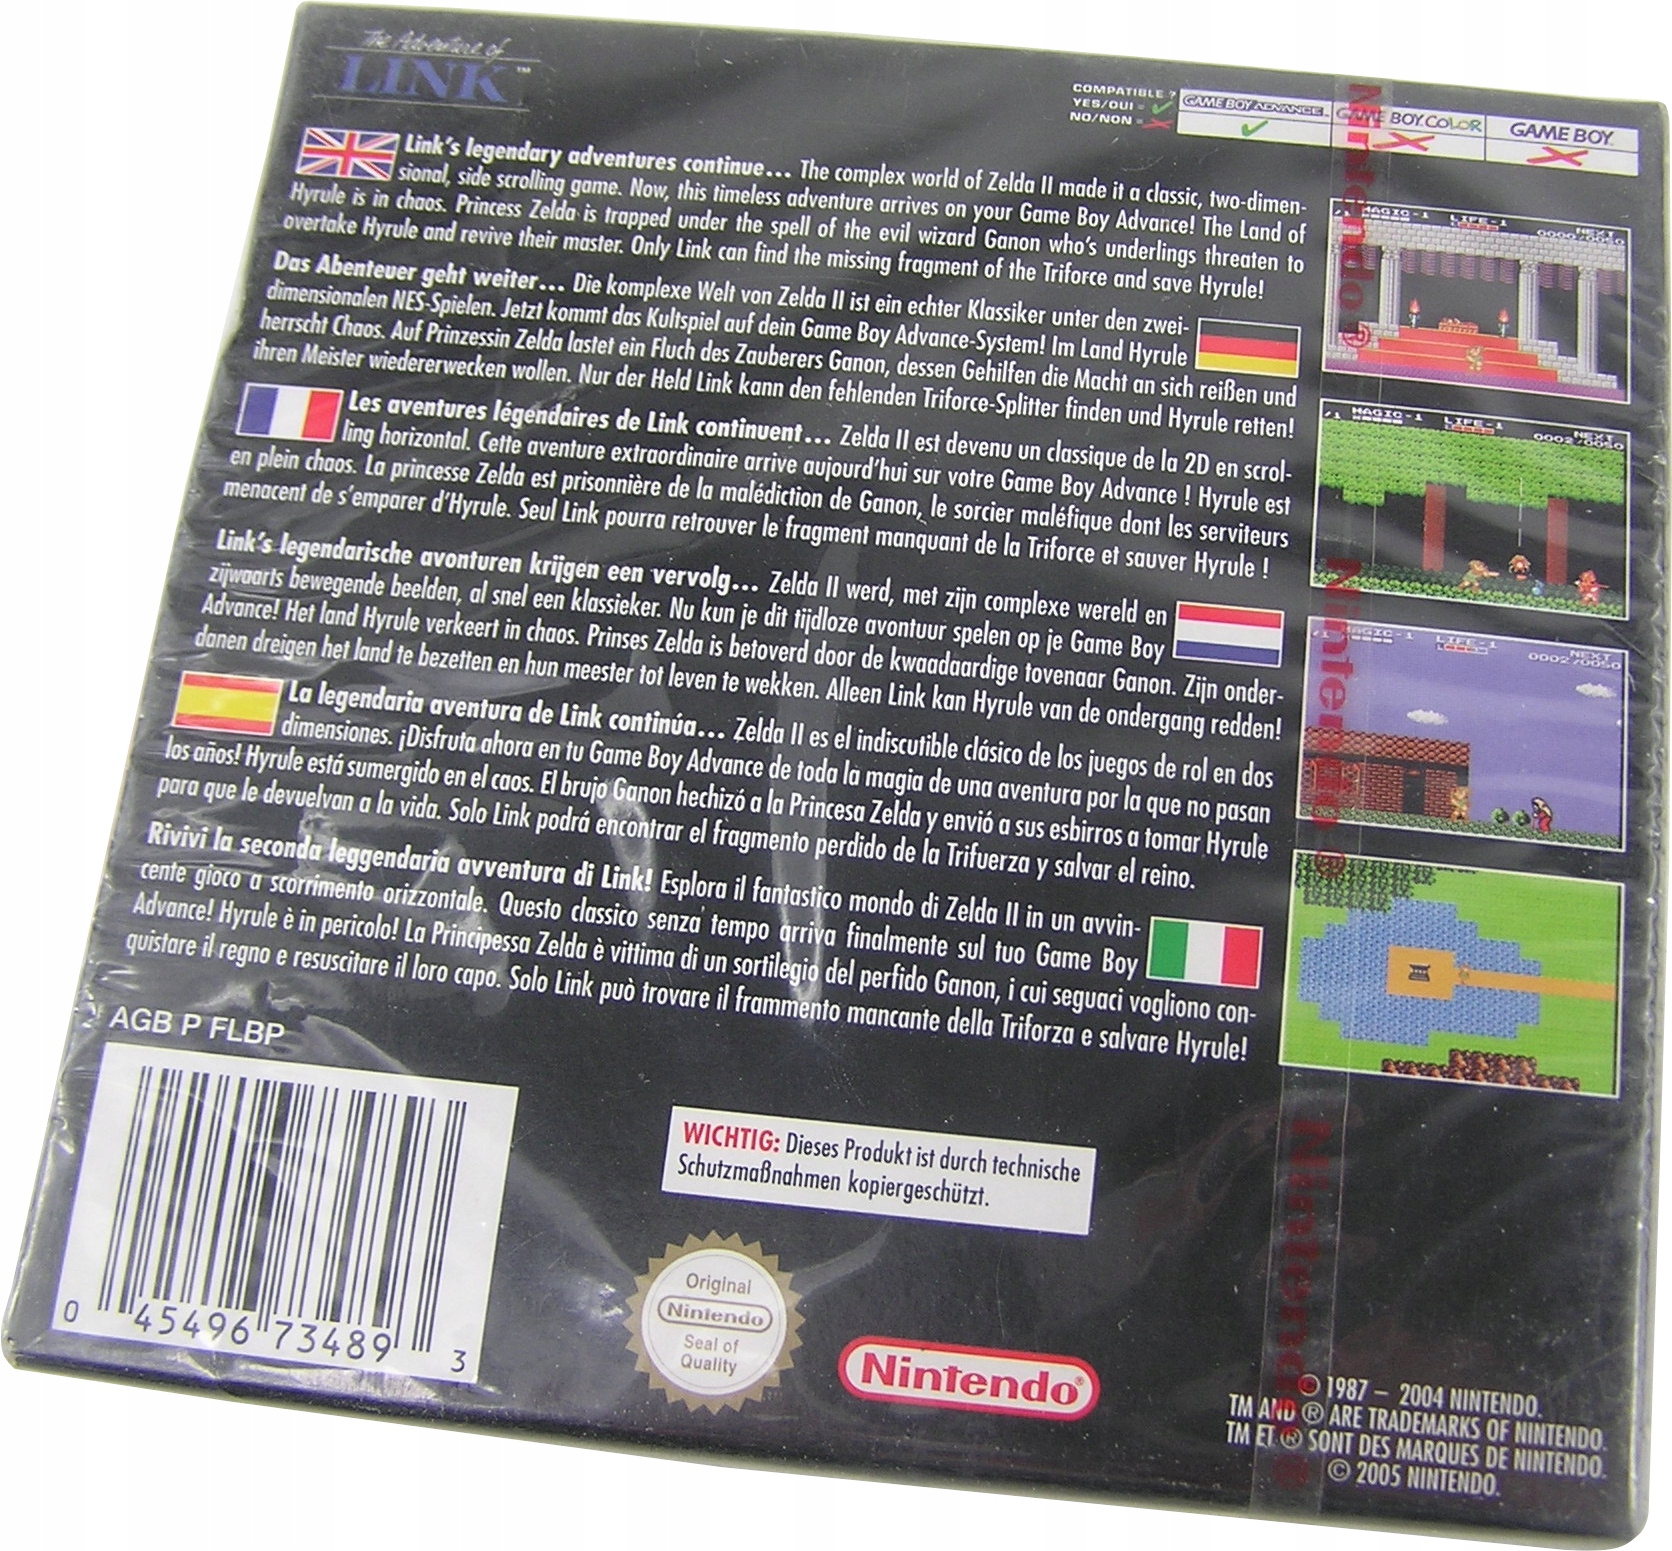 The Adventure of
LINK™
COMPATIBLE ?
YES/OUI =
NO/NON =
GAME BOY ADVANCE
GAME BOY COLOR
GAME BOY
Link's legendary adventures continue... The complex world of Zelda II made it a classic, two-dimen-
sional, side scrolling game. Now, this timeless adventure arrives on your Game Boy Advance! The Land of
Hyrule is in chaos. Princess Zelda is trapped under the spell of the evil wizard Ganon who's underlings threaten to
overtake Hyrule and revive their master. Only Link can find the missing fragment of the Triforce and save Hyrule!
Das Abenteuer geht weiter... Die komplexe Welt von Zelda II ist ein echter Klassiker unter den zwei-
dimensionalen NES-Spielen. Jetzt kommt das Kultspiel auf dein Game Boy Advance-System! Im Land Hyrule
herrscht Chaos. Auf Prinzessin Zelda lastet ein Fluch des Zauberers Ganon, dessen Gehilfen die Macht an sich reißen und
ihren Meister wiedererwecken wollen. Nur der Held Link kann den fehlenden Triforce-Splitter finden und Hyrule retten!
Les aventures légendaires de Link continuent... Zelda II est devenu un classique de la 2D en scrol-
ling horizontal. Cette aventure extraordinaire arrive aujourd'hui sur votre Game Boy Advance ! Hyrule est
en plein chaos. La princesse Zelda est prisonnière de la malédiction de Ganon, le sorcier maléfique dont les serviteurs
menacent de s'emparer d'Hyrule. Seul Link pourra retrouver le fragment manquant de la Triforce et sauver Hyrule !
Link's legendarische avonturen krijgen een vervolg... Zelda II werd, met zijn complexe wereld en
zijwaarts bewegende beelden, al snel een klassieker. Nu kun je dit tijdloze avontuur spelen op je Game Boy
Advance! Het land Hyrule verkeert in chaos. Prinses Zelda is betoverd door de kwaadaardige tovenaar Ganon. Zijn onder-
danen dreigen het land te bezetten en hun meester tot leven te wekken. Alleen Link kan Hyrule van de ondergang redden!
La legendaria aventura de Link continúa... Zelda II es el indiscutible clásico de los juegos de rol en dos
dimensiones. ¡Disfruta ahora en tu Game Boy Advance de toda la magia de una aventura por la que no pasan
los años! Hyrule está sumergido en el caos. El brujo Ganon hechizó a la Princesa Zelda y envió a sus esbirros a tomar Hyrule
para que le devuelvan a la vida. Solo Link podrá encontrar el fragmento perdido de la Trifuerza y salvar el reino.
Rivivi la seconda leggendaria avventura di Link! Esplora il fantastico mondo di Zelda II in un avvin-
cente gioco a scorrimento orizzontale. Questo classico senza tempo arriva finalmente sul tuo Game Boy
Advance! Hyrule è in pericolo! La Principessa Zelda è vittima di un sortilegio del perfido Ganon, i cui seguaci vogliono con-
quistare il regno e resuscitare il loro capo. Solo Link può trovare il frammento mancante della Triforza e salvare Hyrule!
MAGIC-1 LIFE-1 NEXT
0000/0050
MAGIC-1 LIFE-1 NEXT
0002/0050
MAGIC-1 LIFE-1 NEXT
0002/0050
Nintendo ®
Nintendo ®
Nintendo ®
AGB P FLBP
0 45496 73489 3
WICHTIG: Dieses Produkt ist durch technische
Schutzmaßnahmen kopiergeschützt.
Original
Nintendo
Seal of
Quality
Nintendo®
© 1987 – 2004 NINTENDO.
TM AND ® ARE TRADEMARKS OF NINTENDO.
TM ET ® SONT DES MARQUES DE NINTENDO.
© 2005 NINTENDO.